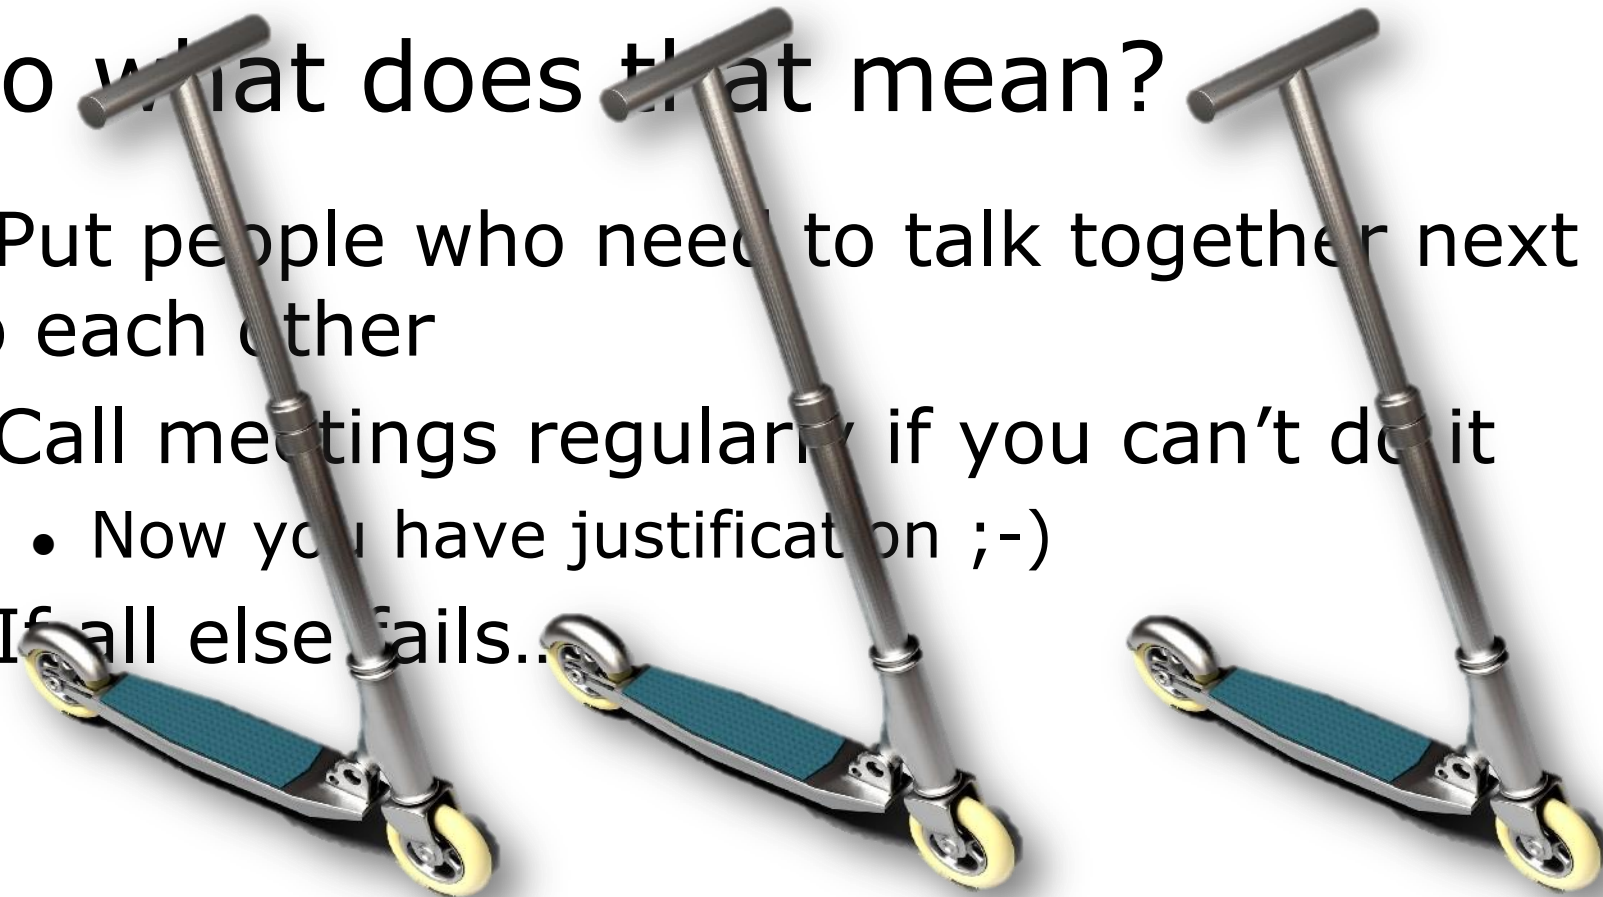 o what does that mean?
Put people who need to talk together next
o each other
Call meetings regularly if you can’t do it
• Now you have justification ;-)
If all else fails…